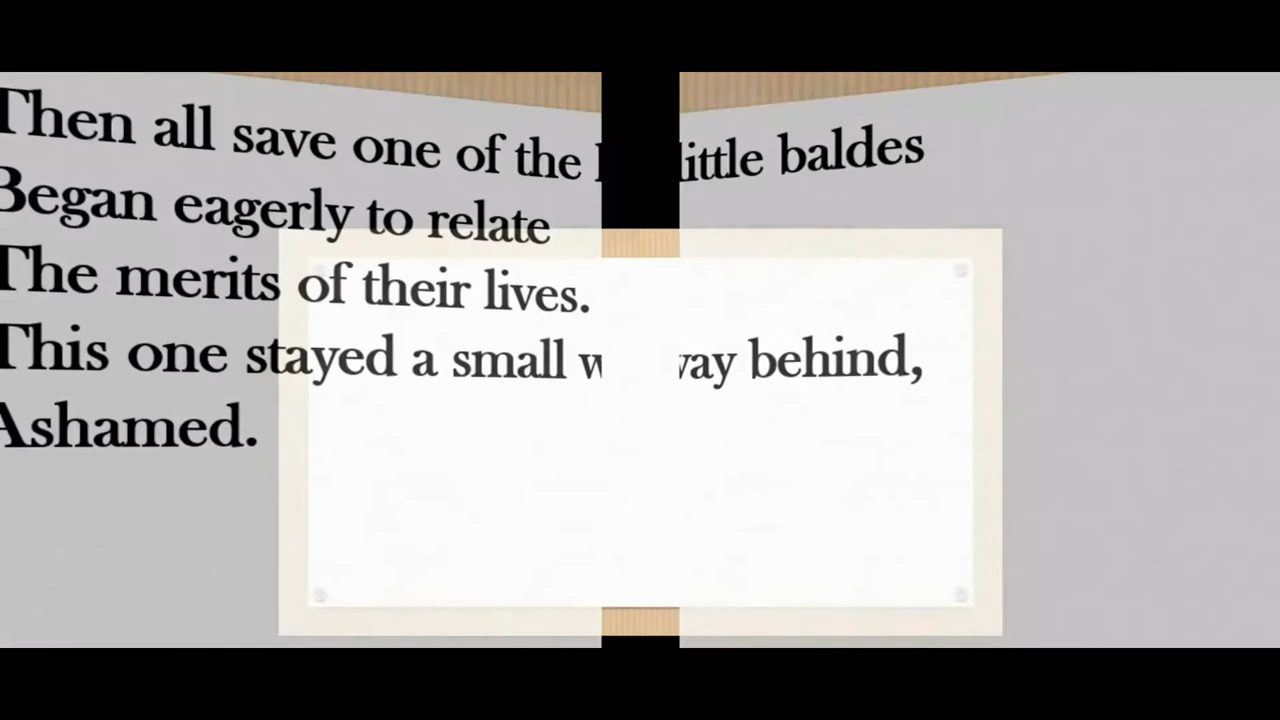 Then all save one of the little baldes
Began eagerly to relate
The merits of their lives.
This one stayed a small way behind,
Ashamed.